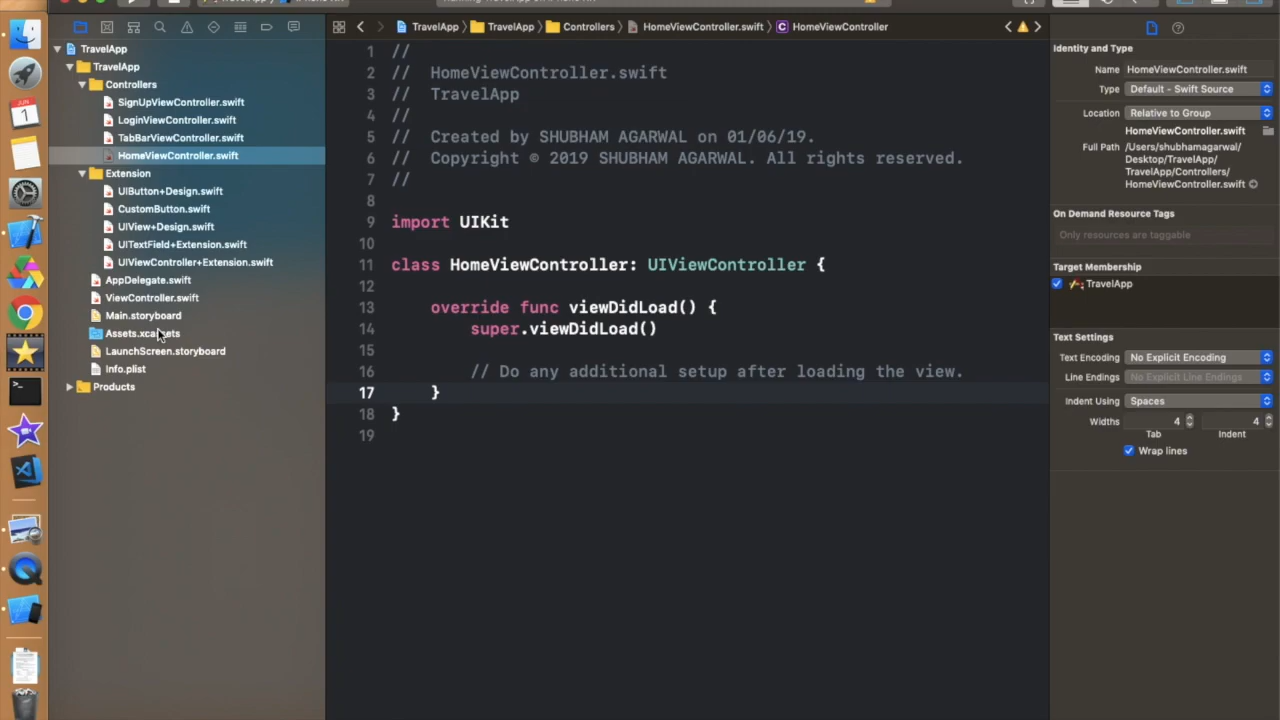 TravelApp
TravelApp
Controllers
SignUpViewController.swift
LoginViewController.swift
TabBarViewController.swift
HomeViewController.swift
Extension
UIButton+Design.swift
CustomButton.swift
UIView+Design.swift
UITextField+Extension.swift
UIViewController+Extension.swift
AppDelegate.swift
ViewController.swift
Main.storyboard
Assets.xcassets
LaunchScreen.storyboard
Info.plist
Products
JUN
1
TravelApp TravelApp Controllers HomeViewController.swift C HomeViewController
1 //
2 // HomeViewController.swift
3 // TravelApp
4 //
5 // Created by SHUBHAM AGARWAL on 01/06/19.
6 // Copyright © 2019 SHUBHAM AGARWAL. All rights reserved.
7 //
8
9 import UIKit
10
11 class HomeViewController: UIViewController {
12
13 override func viewDidLoad() {
14 super.viewDidLoad()
15
16 // Do any additional setup after loading the view.
17 }
18 }
19
Identity and Type
Name HomeViewController.swift
Type Default - Swift Source
Location Relative to Group
HomeViewController.swift
Full Path /Users/shubhamagarwal/
Desktop/TravelApp/
TravelApp/Controllers/
HomeViewController.swift
On Demand Resource Tags
Only resources are taggable
Target Membership
TravelApp
Text Settings
Text Encoding No Explicit Encoding
Line Endings No Explicit Line Endings
Indent Using Spaces
Widths 4 4
Tab Indent
Wrap lines